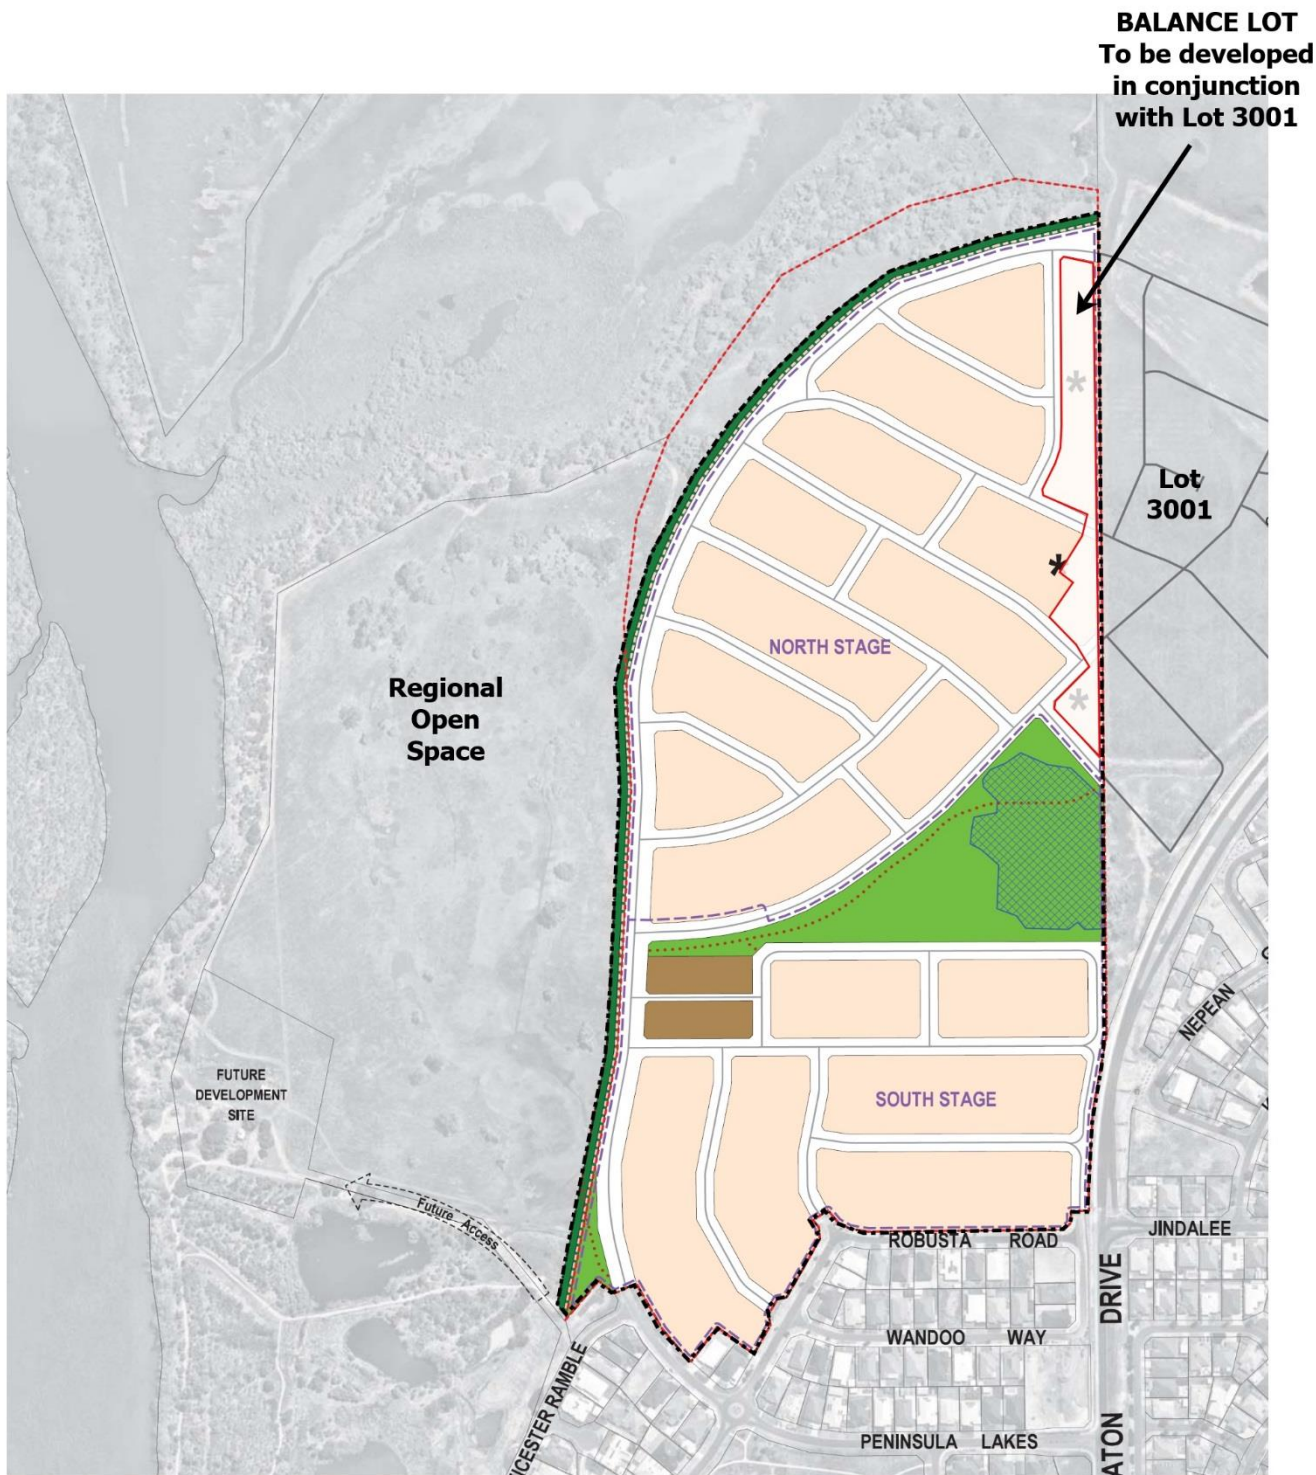 BALANCE LOT
To be developed
in conjunction
with Lot 3001
Lot
3001
NORTH STAGE
Regional
Open
Space
NEPEAN
FUTURE
DEVELOPMENT
SITE
SOUTH STAGE
Future Access
ROBUSTA ROAD
JINDALEE
DRIVE
WANDOO WAY
ICESTER RAMBLE
PENINSULA LAKES
ATON